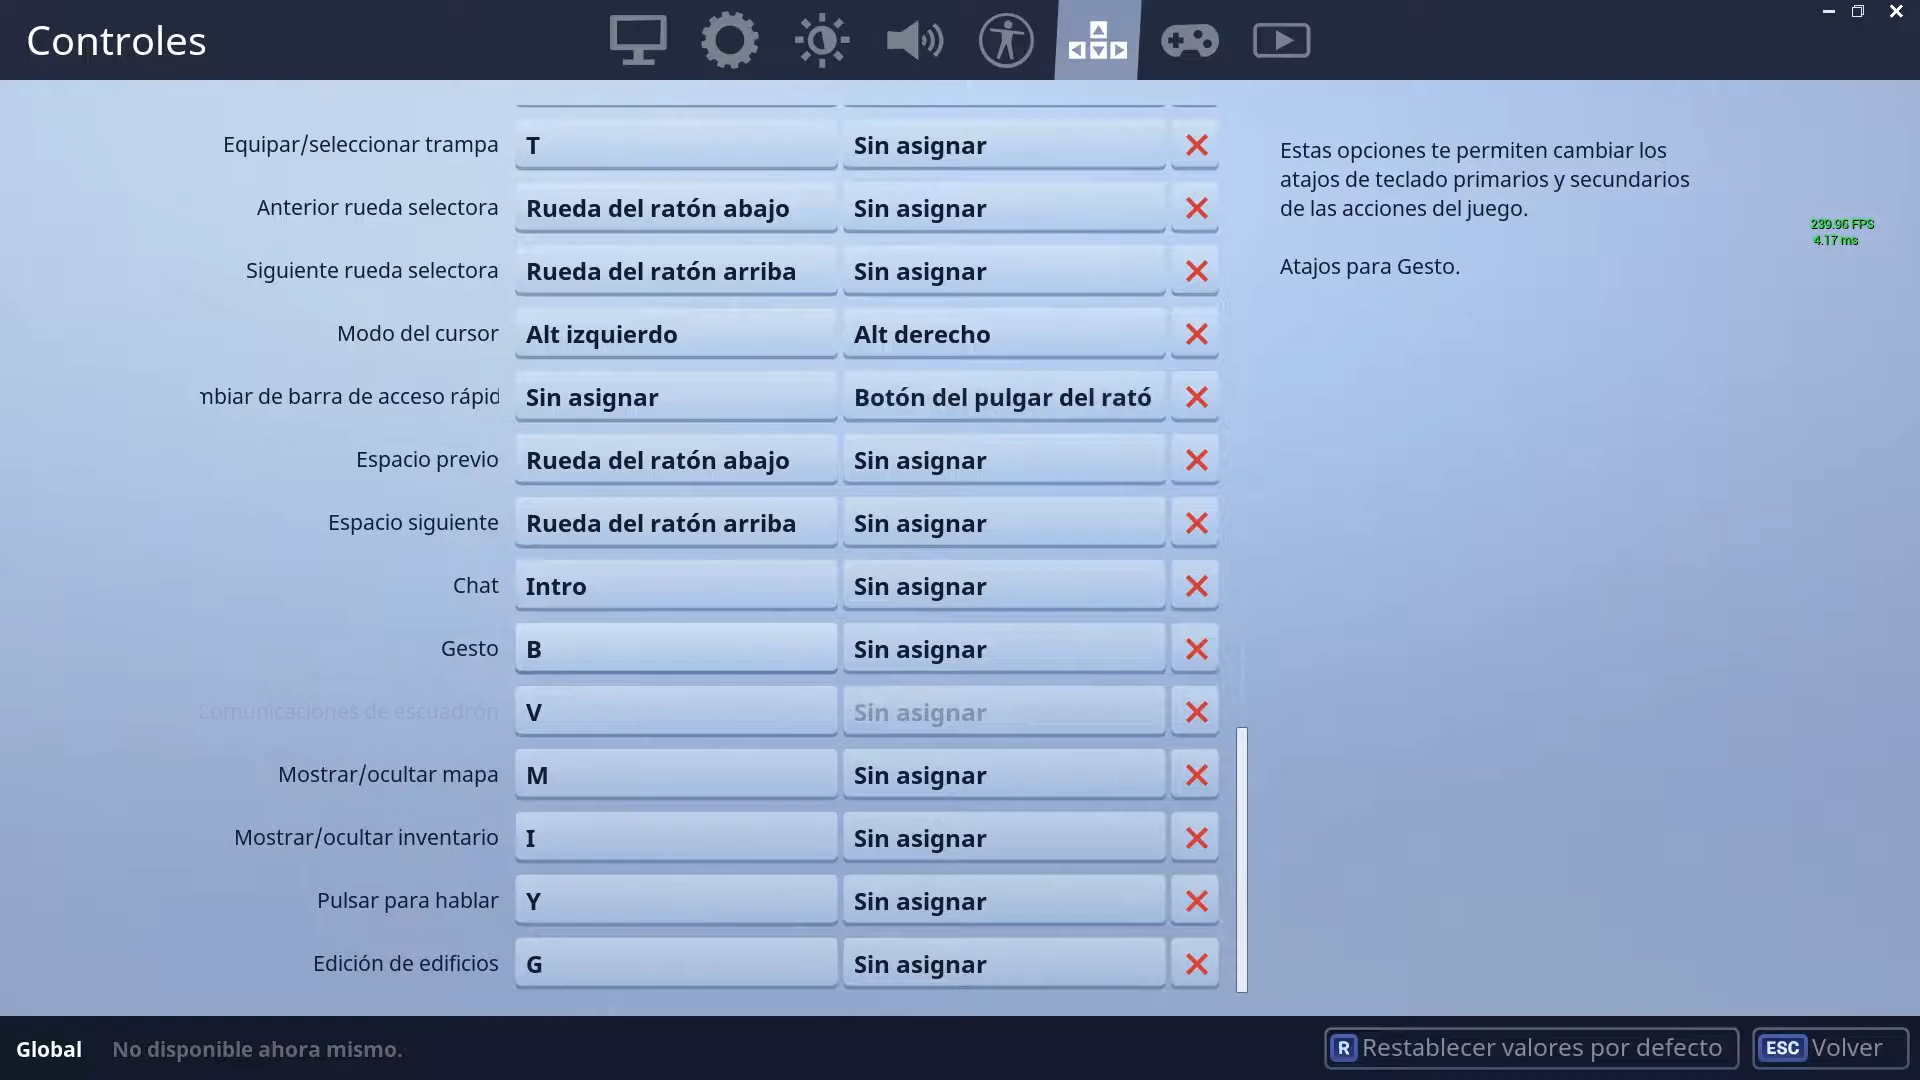 Controles
Equipar/seleccionar trampa T Sin asignar
Anterior rueda selectora Rueda del ratón abajo Sin asignar
Siguiente rueda selectora Rueda del ratón arriba Sin asignar
Modo del cursor Alt izquierdo Alt derecho
mbiar de barra de acceso rápid Sin asignar Botón del pulgar del rató
Espacio previo Rueda del ratón abajo Sin asignar
Espacio siguiente Rueda del ratón arriba Sin asignar
Chat Intro Sin asignar
Gesto B Sin asignar
Comunicaciones de escuadrón V Sin asignar
Mostrar/ocultar mapa M Sin asignar
Mostrar/ocultar inventario I Sin asignar
Pulsar para hablar Y Sin asignar
Edición de edificios G Sin asignar
Estas opciones te permiten cambiar los
atajos de teclado primarios y secundarios
de las acciones del juego.
Atajos para Gesto.
239.96 FPS
4.17 ms
Global No disponible ahora mismo.
R Restablecer valores por defecto
ESC Volver